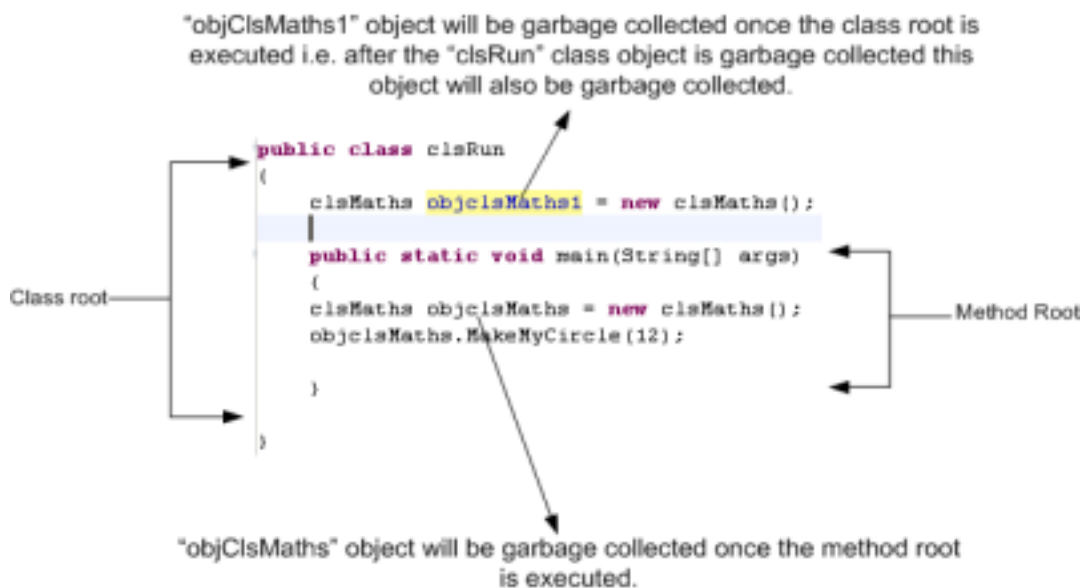 “objClsMaths1” object will be garbage collected once the class root is
executed i.e. after the “clsRun” class object is garbage collected this
object will also be garbage collected.
public class clsRun
{
clsMaths objclsMaths1 = new clsMaths();
public static void main(String[] args)
{
Class root
clsMaths objclsMaths = new clsMaths();
Method Root
objclsMaths.MakeMyCircle(12);
}
}
“objClsMaths” object will be garbage collected once the method root
is executed.